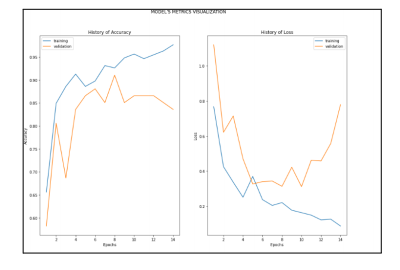 MODEL'S METRICS VISUALIZATION
History of Accuracy
training
validation
0.95
0.90
0.85
0.80
0.75
0.70
0.65
0.60
Accuracy
2 4 6 8 10 12 14
Epochs
History of Loss
training
validation
1.0
0.8
0.6
0.4
0.2
Loss
2 4 6 8 10 12 14
Epochs